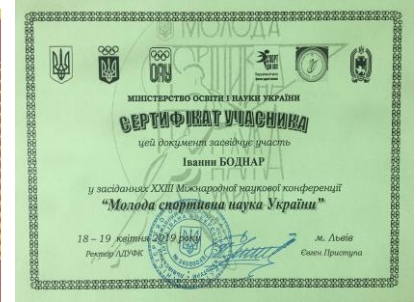 МІНІСТЕРСТВО ОСВІТИ І НАУКИ УКРАЇНИ
СЕРТИФІКАТ УЧАСНИКА
цей документ засвідчує участь
Іванни БОДНАР
у засіданнях XXIII Міжнародної наукової конференції
“Молода спортивна наука України”
18 – 19 квітня 2019 року м. Львів
Ректор ЛДУФК Євген Приступа